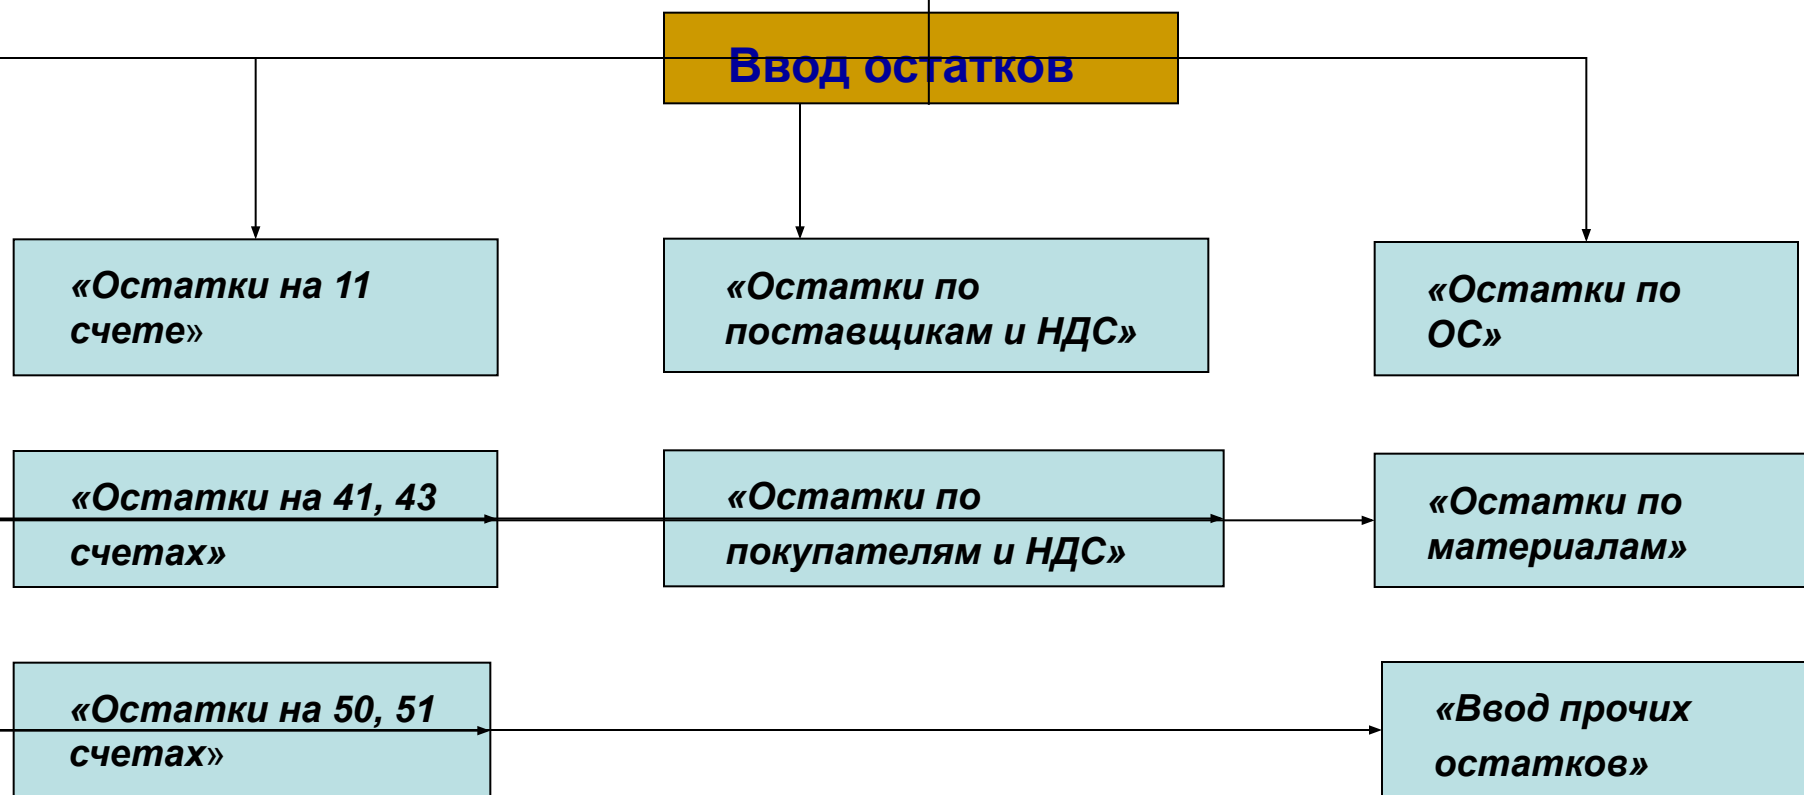 Ввод остатков
«Остатки на 11
счете»
«Остатки по
поставщикам и НДС»
«Остатки по
ОС»
«Остатки на 41, 43
счетах»
«Остатки по
покупателям и НДС»
«Остатки по
материалам»
«Остатки на 50, 51
счетах»
«Ввод прочих
остатков»